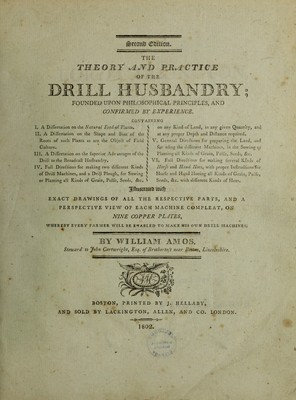 Second Edition.
THE
THEORY AND PRACTICE
OF THE
DRILL HUSBANDRY;
FOUNDED UPON PHILOSOPHICAL PRINCIPLES, AND
CONFIRMED BY EXPERIENCE.
CONTAINING
I. A Dissertation on the Natural Food of Plants.
II. A Dissertation on the Shape and Size of the
Roots of such Plants as are the Object of Field
Culture.
III. A Dissertation on the Superior Advantages of the
Drill to the Broadcast Husbandry.
IV. Full Directions for making two different Kinds
of Drill Machines, and a Drill Plough, for Sowing
or Planting all Kinds of Grain, Pulse, Seeds, &c.
on any Kind of Land, in any given Quantity, and
at any proper Depth and Distance required.
V. General Directions for preparing the Land, and
for using the different Machines, in the Sowing or
Planting all Kinds of Grain, Pulse, Seeds, &c.
VI. Full Directions for making several Kinds of
Horse and Hand Hoes, with proper Instructions for
Horse and Hand Hoeing all Kinds of Grain, Pulse,
Seeds, &c. with different Kinds of Hoes.
Illustrated with
EXACT DRAWINGS OF ALL THE RESPECTIVE PARTS, AND A
PERSPECTIVE VIEW OF EACH MACHINE COMPLEAT, ON
NINE COPPER PLATES,
WHEREBY EVERY FARMER WILL BE ENABLED TO MAKE HIS OWN DRILL MACHINES.
BY WILLIAM AMOS,
Steward to John Cartwright, Esq. of Brothertoft near Boston, Lincolnshire.
BOSTON, PRINTED BY J. HELLABY,
AND SOLD BY LACKINGTON, ALLEN, AND CO. LONDON.
1802.